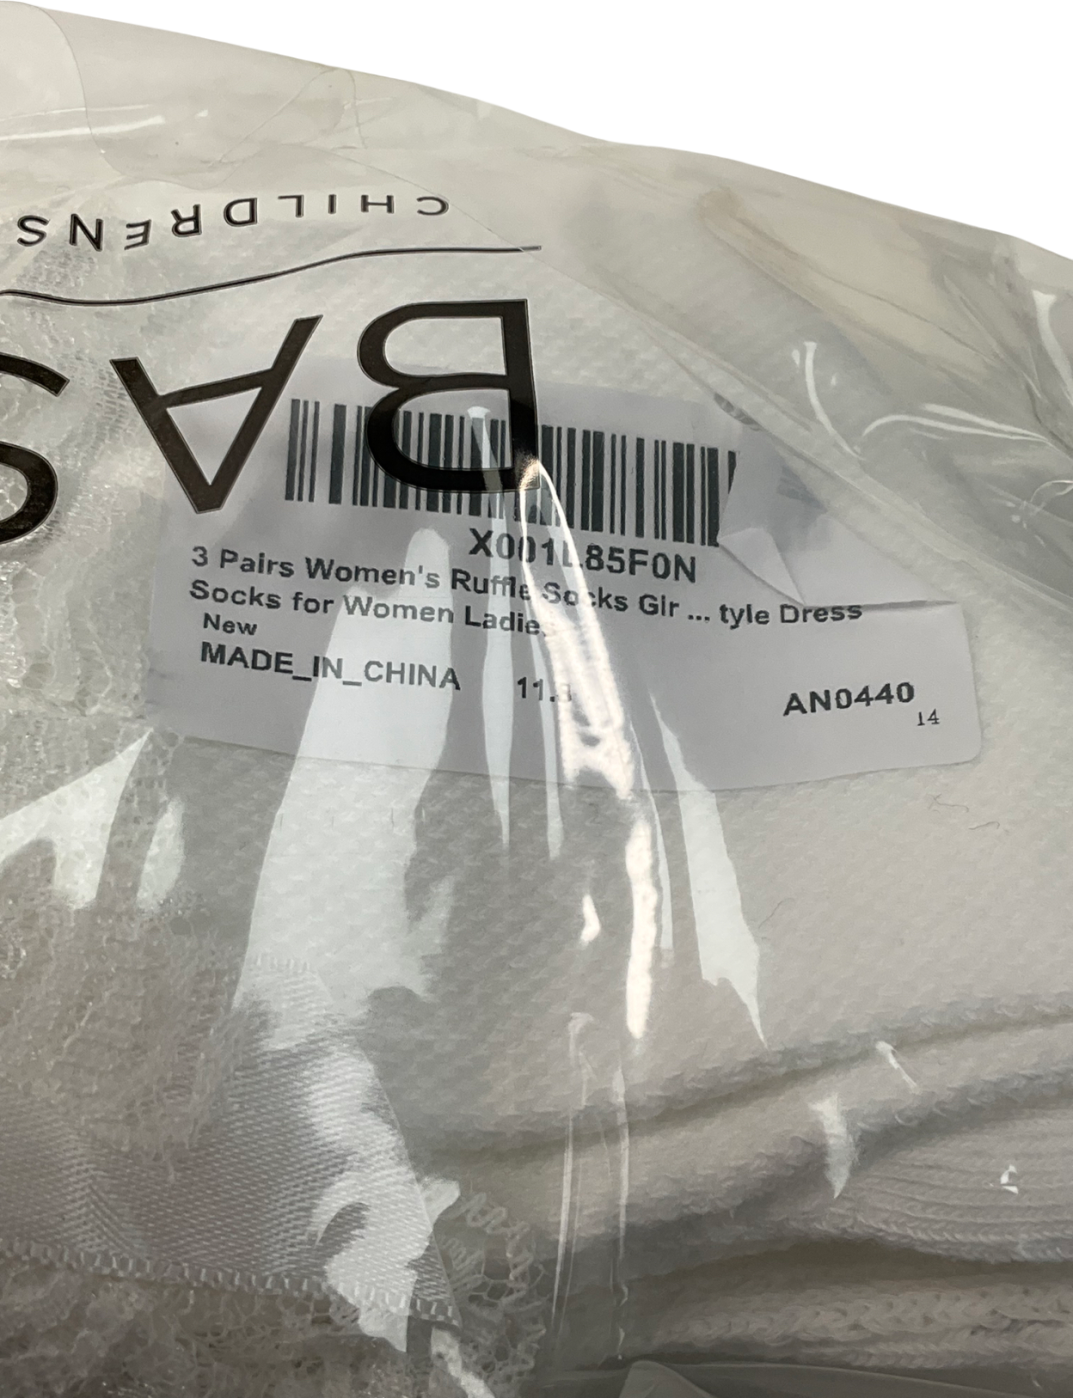 CHILDRENS
BAS
X001L85F0N
3 Pairs Women's Ruffle Socks Gir ... tyle Dress
Socks for Women Ladies
New
MADE_IN_CHINA
AN0440
14